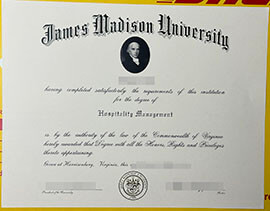 James Madison University
having completed satisfactorily the requirements of this institution
for the degree of
Hospitality Management
is by the authority of the law of the Commonwealth of Virginia
hereby awarded that Degree with all the Honors, Rights and Privileges
thereto appertaining.
Given at Harrisonburg, Virginia, this